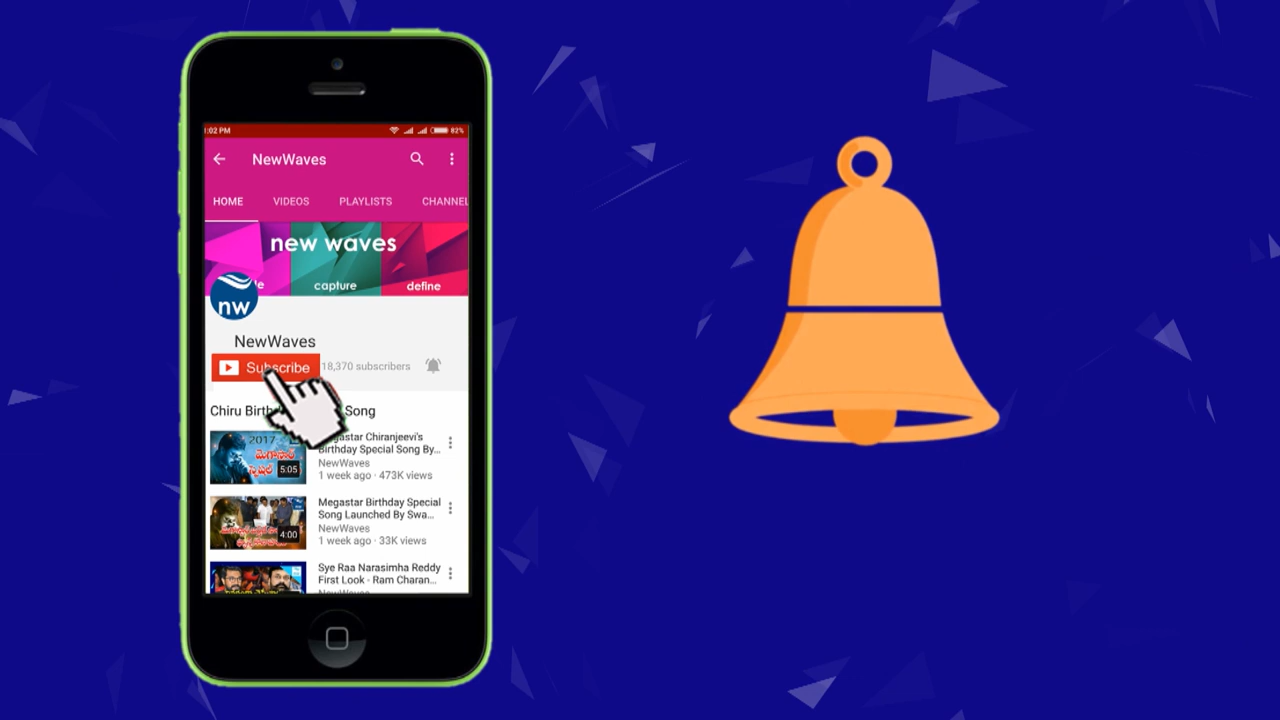 1:02 PM
82%
NewWaves
HOME VIDEOS PLAYLISTS CHANNEL
new waves
capture define
nw
NewWaves
Subscribe 18,370 subscribers
Chiru Birth Song
2017
మెగాస్టార్
స్పెషల్
5:05
Megastar Chiranjeevi's
Birthday Special Song By...
NewWaves
1 week ago · 473K views
4:00
Megastar Birthday Special
Song Launched By Swa...
NewWaves
1 week ago · 33K views
Sye Raa Narasimha Reddy
First Look - Ram Charan...
NewWaves